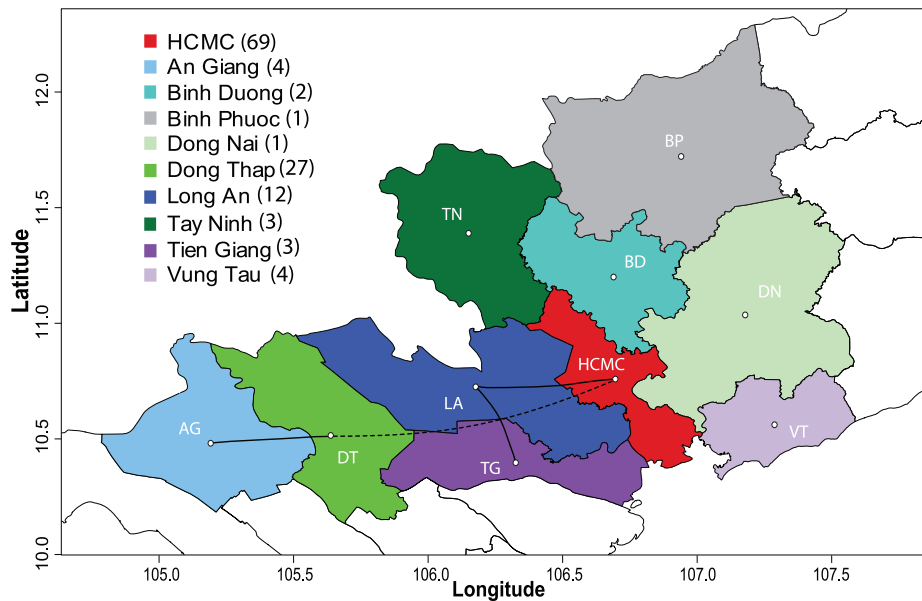 HCMC (69)
An Giang (4)
Binh Duong (2)
Binh Phuoc (1)
Dong Nai (1)
Dong Thap (27)
Long An (12)
Tay Ninh (3)
Tien Giang (3)
Vung Tau (4)
BP
TN
BD
DN
HCMC
LA
AG
DT
TG
VT
Latitude
12.0
11.5
11.0
10.5
10.0
105.0
105.5
106.0
106.5
107.0
107.5
Longitude